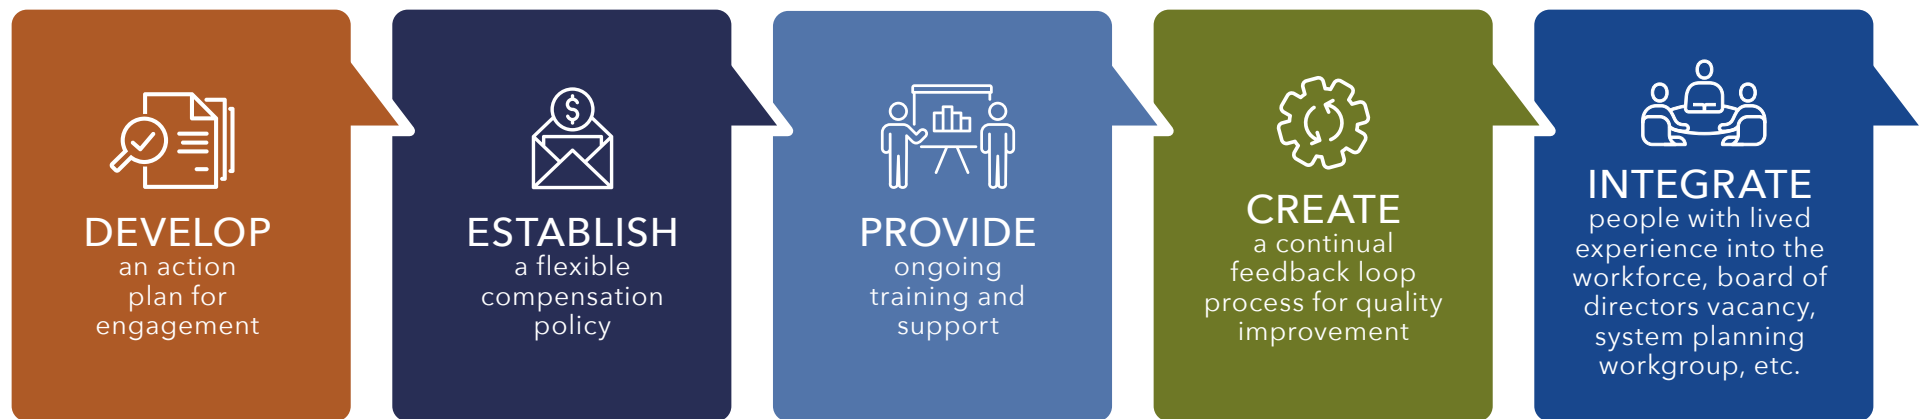 DEVELOP
an action
plan for
engagement
ESTABLISH
a flexible
compensation
policy
PROVIDE
ongoing
training and
support
CREATE
a continual
feedback loop
process for quality
improvement
INTEGRATE
people with lived
experience into the
workforce, board of
directors vacancy,
system planning
workgroup, etc.